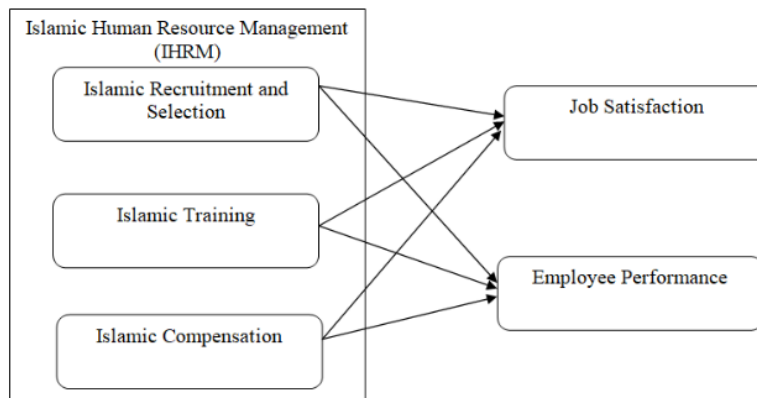 Islamic Human Resource Management
(IHRM)
Islamic Recruitment and
Selection
Islamic Training
Islamic Compensation
Job Satisfaction
Employee Performance